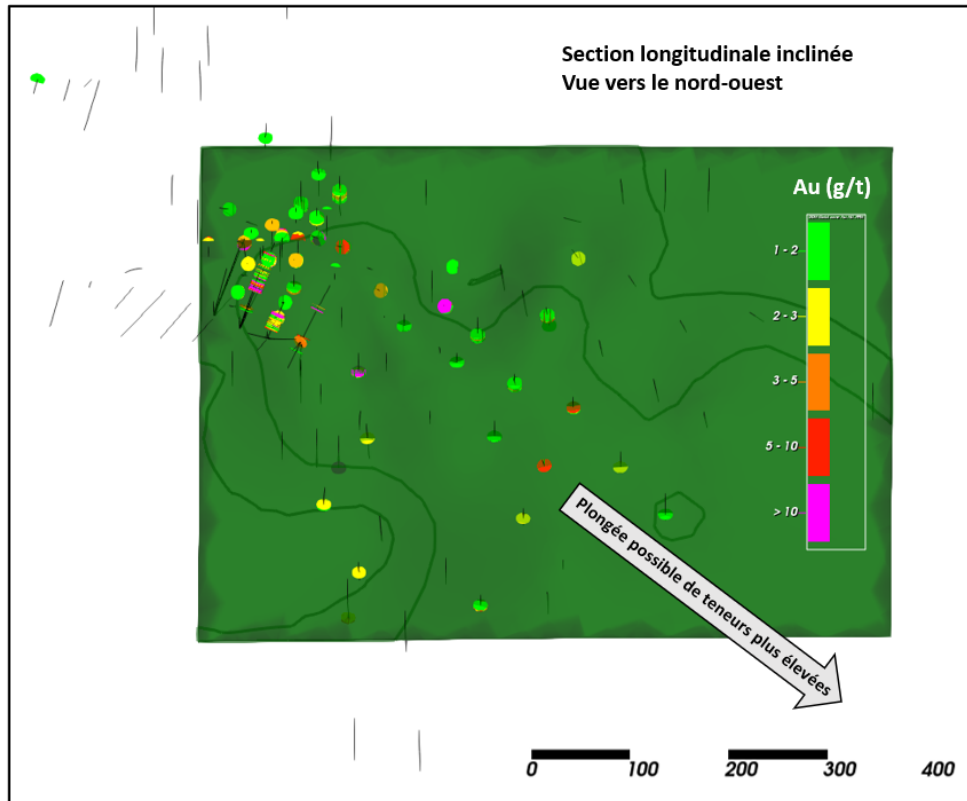 Section longitudinale inclinée
Vue vers le nord-ouest
Au (g/t)
1 - 2
2 - 3
3 - 5
5 - 10
> 10
Plongée possible de teneurs plus élevées
0 100 200 300 400